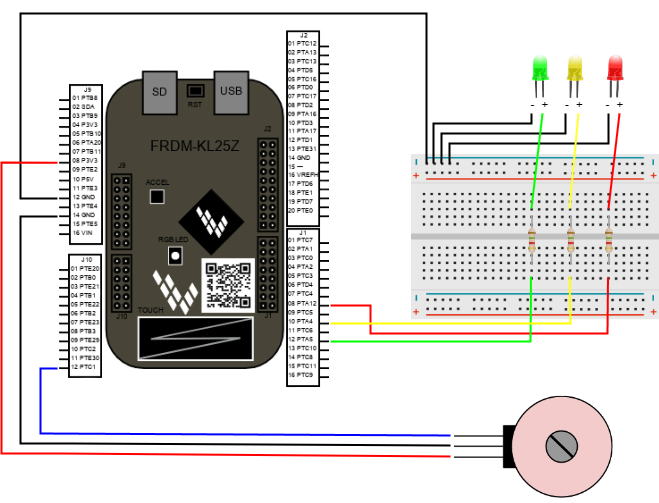 J2
01 PTC12
02 PTA13
03 PTC13
04 PTD5
05 PTC16
06 PTD0
07 PTC17
08 PTD2
09 PTA16
10 PTD3
11 PTA17
12 PTD1
13 PTE31
14 GND
15 —
16 VREFH
17 PTD6
18 PTE1
19 PTD7
20 PTE0
J9
01 PTB8
02 SDA
03 PTB9
04 P3V3
05 PTB10
06 PTA20
07 PTB11
08 P3V3
09 PTE2
10 P5V
11 PTE3
12 GND
13 PTE4
14 GND
15 PTE5
16 VIN
SD
RST
USB
FRDM-KL25Z
J2
J9
ACCEL
RGB LED
TOUCH
J10
J1
J1
01 PTC7
02 PTA1
03 PTC0
04 PTA2
05 PTC3
06 PTD4
07 PTC4
08 PTA12
09 PTC5
10 PTA4
11 PTC6
12 PTA5
13 PTC10
14 PTC8
15 PTC11
16 PTC9
J10
01 PTE20
02 PTB0
03 PTE21
04 PTB1
05 PTE22
06 PTB2
07 PTE23
08 PTB3
09 PTE29
10 PTC2
11 PTE30
12 PTC1
- + - + - +